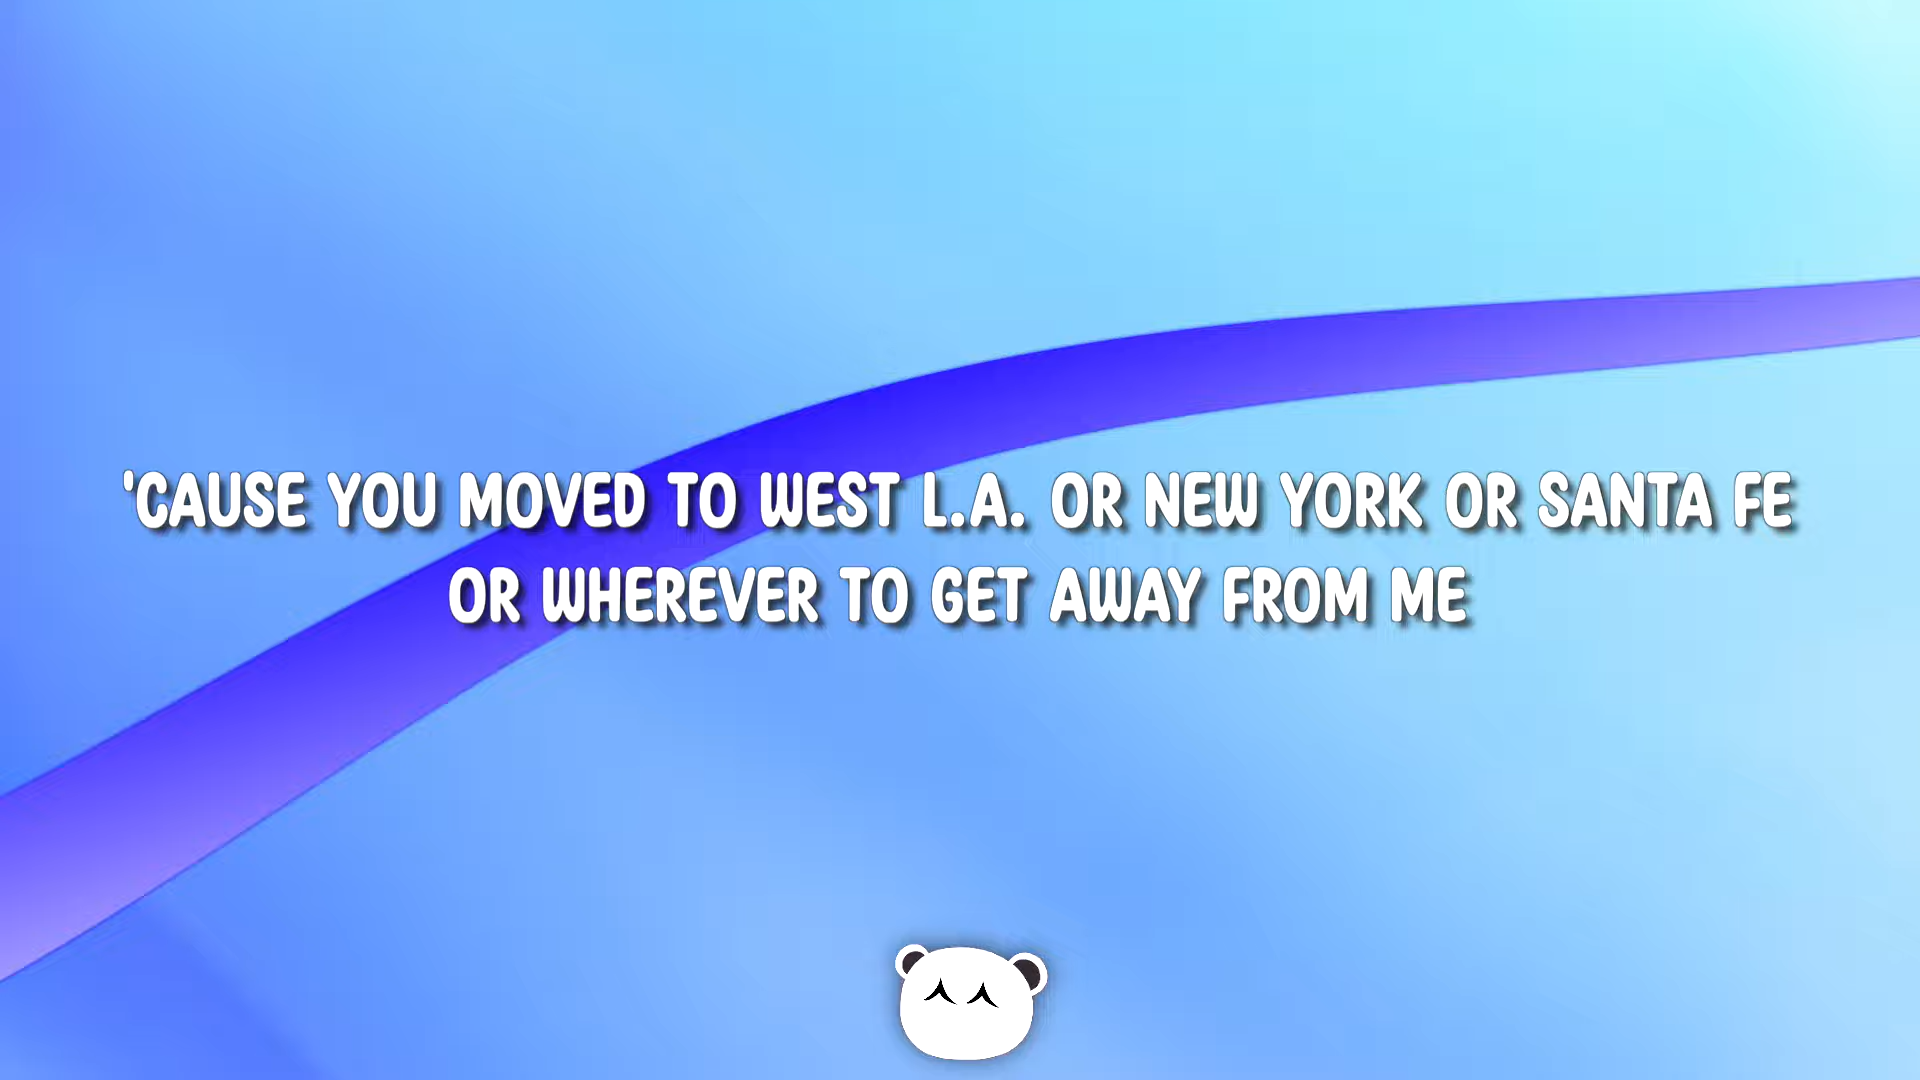 'CAUSE YOU MOVED TO WEST L.A. OR NEW YORK OR SANTA FE
OR WHEREVER TO GET AWAY FROM ME